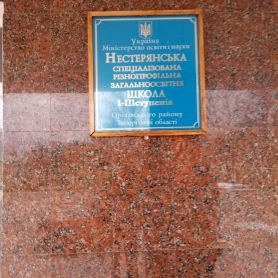 Україна
Міністерство освіти і науки
НЕСТЕРЯНСЬКА
СПЕЦІАЛІЗОВАНА
РІЗНОПРОФІЛЬНА
ЗАГАЛЬНООСВІТНЯ
ШКОЛА
І-ІІІ ступенів
Оріхівського району
Запорізької області